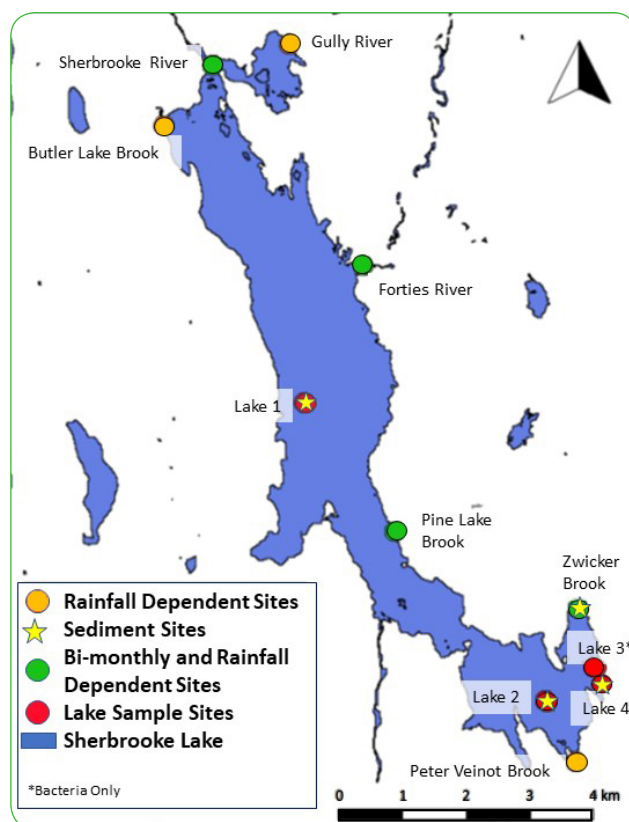 Gully River
Sherbrooke River
Butler Lake Brook
Forties River
Lake 1
Pine Lake
Brook
Zwicker
Brook
Lake 3*
Lake 2
Lake 4
Peter Veinot Brook
Rainfall Dependent Sites
Sediment Sites
Bi-monthly and Rainfall
Dependent Sites
Lake Sample Sites
Sherbrooke Lake
*Bacteria Only
0 1 2 3 4 km